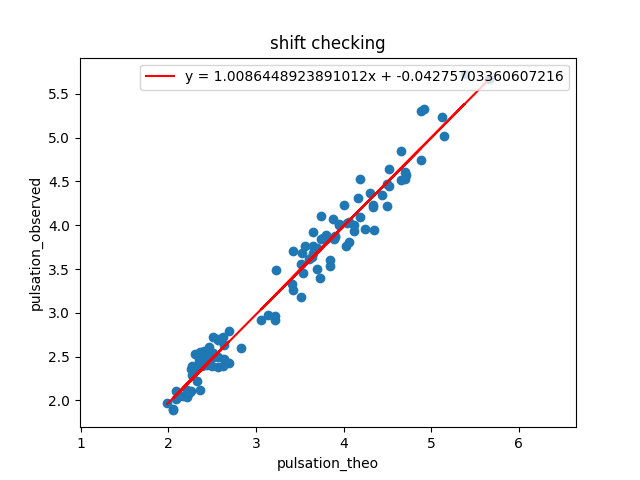 shift checking
y = 1.0086448923891012x + -0.04275703360607216
pulsation_observed
5.5
5.0
4.5
4.0
3.5
3.0
2.5
2.0
1 2 3 4 5 6
pulsation_theo